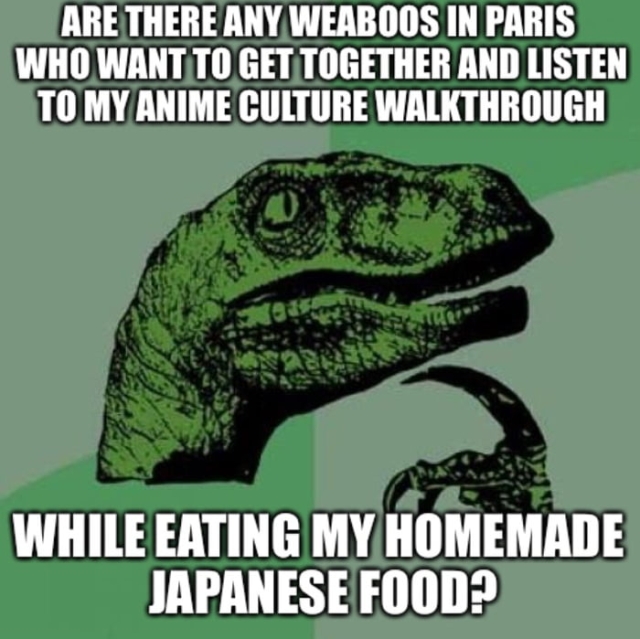 ARE THERE ANY WEABOOS IN PARIS
WHO WANT TO GET TOGETHER AND LISTEN
TO MY ANIME CULTURE WALKTHROUGH
WHILE EATING MY HOMEMADE
JAPANESE FOOD?